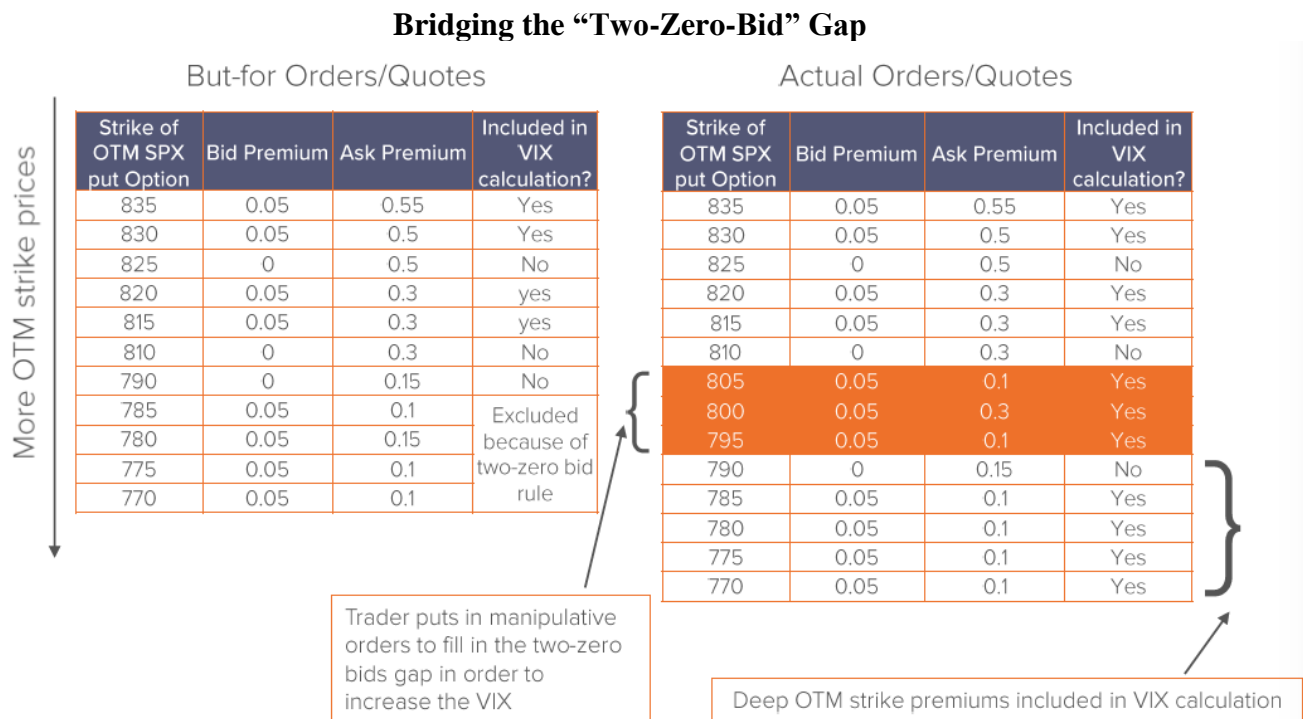 Bridging the “Two-Zero-Bid” Gap
But-for Orders/Quotes
More OTM strike prices
Strike of OTM SPX put Option Bid Premium Ask Premium Included in VIX calculation?
835 0.05 0.55 Yes
830 0.05 0.5 Yes
825 0 0.5 No
820 0.05 0.3 yes
815 0.05 0.3 yes
810 0 0.3 No
790 0 0.15 No
785 0.05 0.1
780 0.05 0.15
775 0.05 0.1
770 0.05 0.1
Excluded
because of
two-zero bid
rule
Actual Orders/Quotes
Strike of OTM SPX put Option Bid Premium Ask Premium Included in VIX calculation?
835 0.05 0.55 Yes
830 0.05 0.5 Yes
825 0 0.5 No
820 0.05 0.3 Yes
815 0.05 0.3 Yes
810 0 0.3 No
805 0.05 0.1 Yes
800 0.05 0.3 Yes
795 0.05 0.1 Yes
790 0 0.15 No
785 0.05 0.1 Yes
780 0.05 0.1 Yes
775 0.05 0.1 Yes
770 0.05 0.1 Yes
Trader puts in manipulative
orders to fill in the two-zero
bids gap in order to
increase the VIX
Deep OTM strike premiums included in VIX calculation